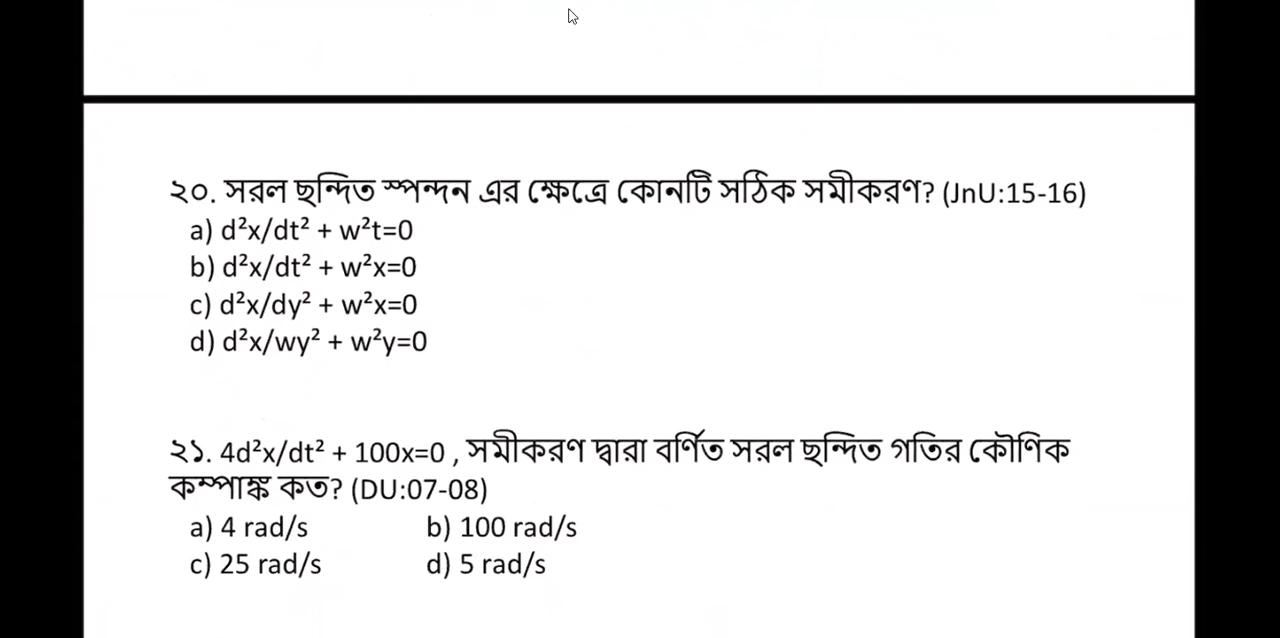 ২০. সরল ছন্দিত স্পন্দন এর ক্ষেত্রে কোনটি সঠিক সমীকরণ? (JnU:15-16)
a) d²x/dt² + w²t=0
b) d²x/dt² + w²x=0
c) d²x/dy² + w²x=0
d) d²x/wy² + w²y=0
২১. 4d²x/dt² + 100x=0 , সমীকরণ দ্বারা বর্ণিত সরল ছন্দিত গতির কৌণিক
কম্পাঙ্ক কত? (DU:07-08)
a) 4 rad/s b) 100 rad/s
c) 25 rad/s d) 5 rad/s